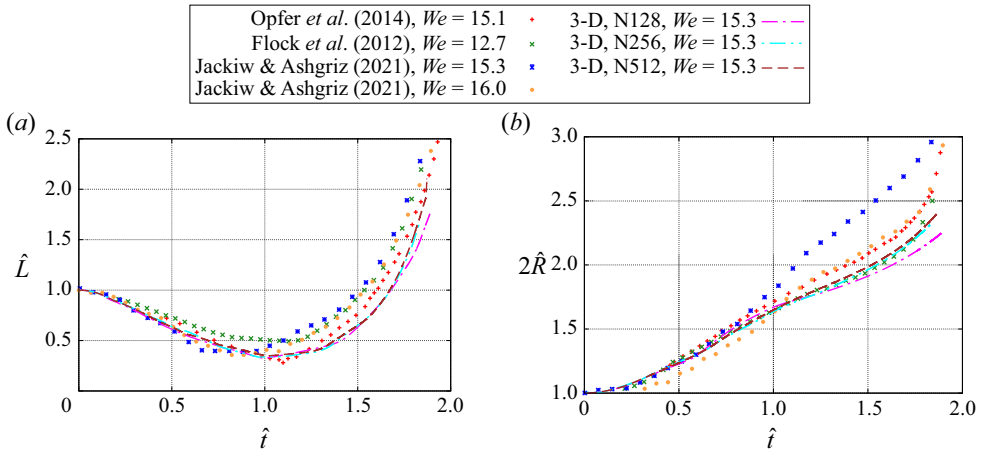 Opfer et al. (2014), We = 15.1
Flock et al. (2012), We = 12.7
Jackiw & Ashgriz (2021), We = 15.3
Jackiw & Ashgriz (2021), We = 16.0
3-D, N128, We = 15.3
3-D, N256, We = 15.3
3-D, N512, We = 15.3
(a)
2.5
2.0
1.5
L̂
1.0
0.5
0
0.5
1.0
1.5
2.0
t̂
(b)
3.0
2.5
2R̂
2.0
1.5
1.0
0
0.5
1.0
1.5
2.0
t̂